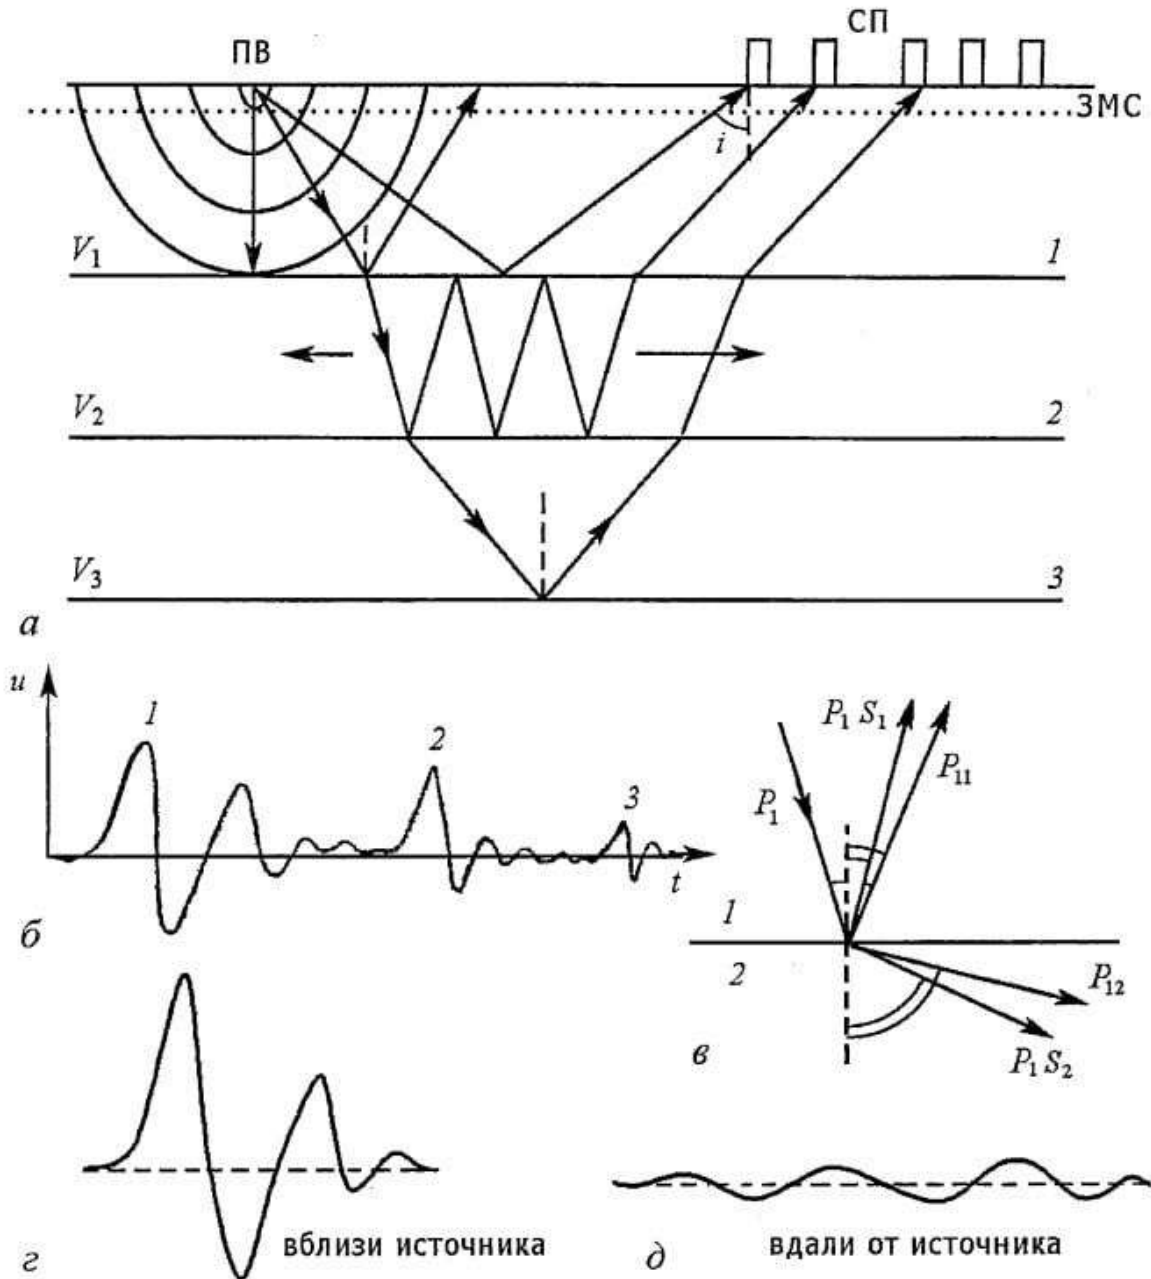 СП
ПВ
ЗМС
i
V₁ 1
V₂ 2
V₃ 3
а
u 1 2 3 t
б
P₁ S₁
P₁₁
P₁
1
2
P₁₂
P₁ S₂
в
г вблизи источника
д вдали от источника